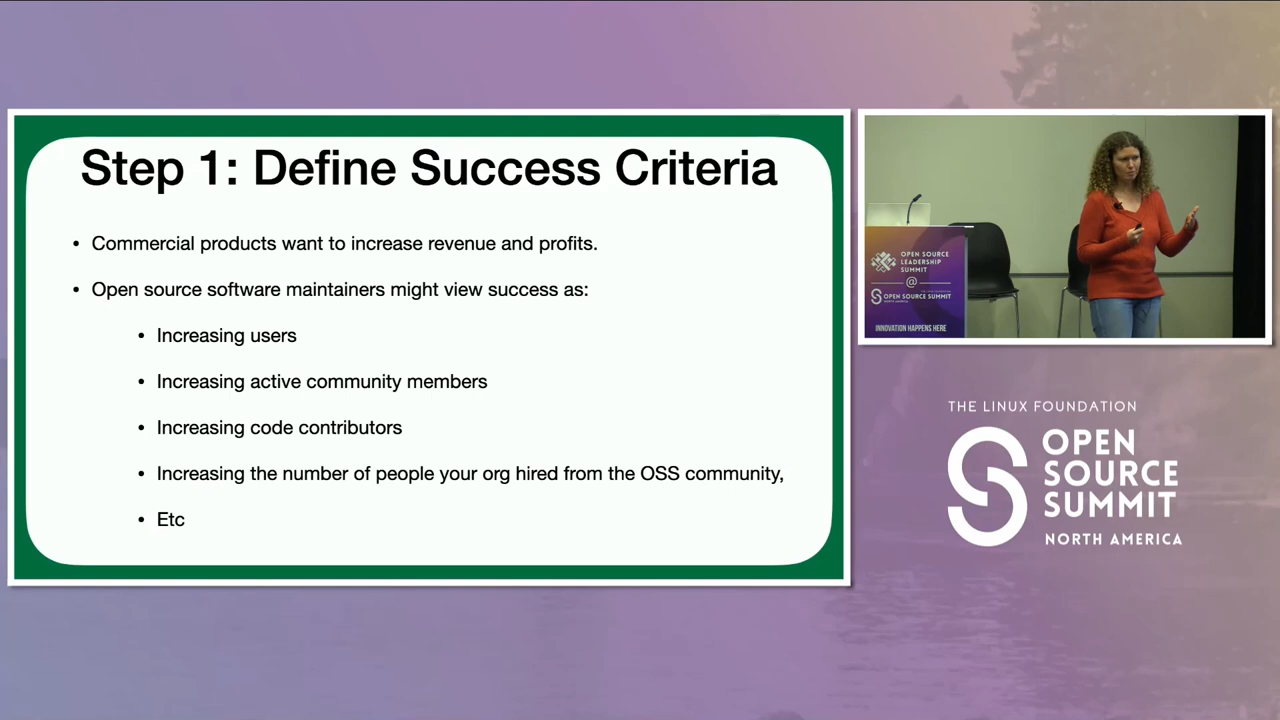 Step 1: Define Success Criteria
• Commercial products want to increase revenue and profits.
• Open source software maintainers might view success as:
• Increasing users
• Increasing active community members
• Increasing code contributors
• Increasing the number of people your org hired from the OSS community,
• Etc
OPEN SOURCE
LEADERSHIP
SUMMIT
@
OPEN SOURCE SUMMIT
NORTH AMERICA
INNOVATION HAPPENS HERE
THE LINUX FOUNDATION
OPEN
SOURCE
SUMMIT
NORTH AMERICA